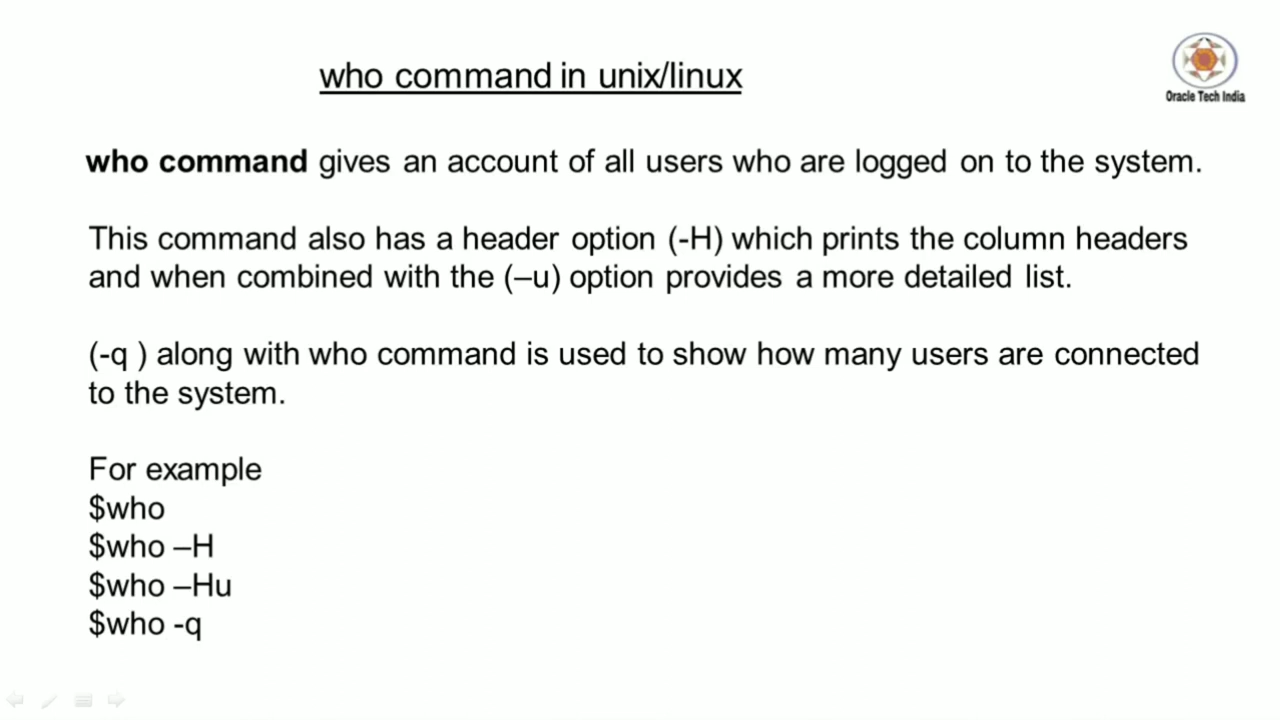 who command in unix/linux
Oracle Tech India
who command gives an account of all users who are logged on to the system.
This command also has a header option (-H) which prints the column headers
and when combined with the (–u) option provides a more detailed list.
(-q ) along with who command is used to show how many users are connected
to the system.
For example
$who
$who –H
$who –Hu
$who -q